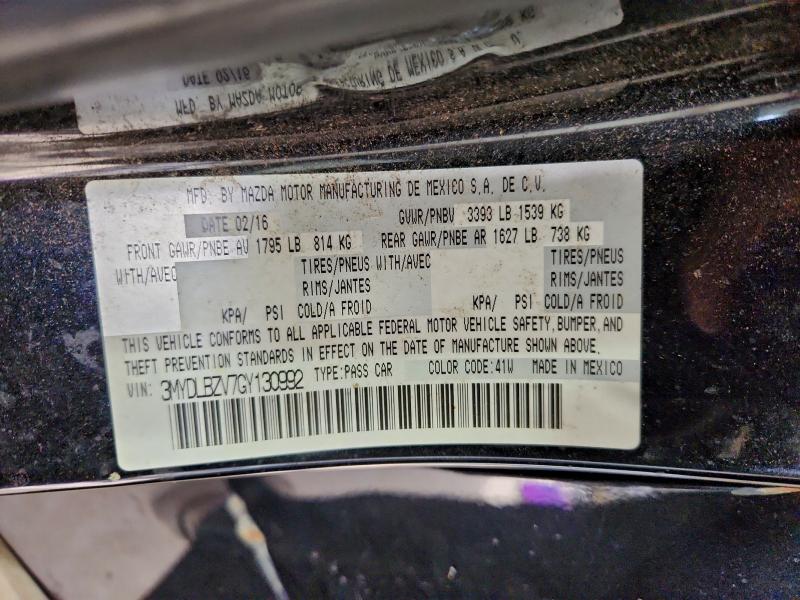 MFD. BY MAZDA MOTOR MANUFACTURING DE MEXICO S.A. DE C.V.
DATE 02/16 GVWR/PNBV 3393 LB 1539 KG
FRONT GAWR/PNBE AV 1795 LB 814 KG REAR GAWR/PNBE AR 1627 LB 738 KG
WITH/AVEC TIRES/PNEUS WITH/AVEC TIRES/PNEUS
RIMS/JANTES RIMS/JANTES
KPA/ PSI COLD/A FROID KPA/ PSI COLD/A FROID
THIS VEHICLE CONFORMS TO ALL APPLICABLE FEDERAL MOTOR VEHICLE SAFETY, BUMPER, AND
THEFT PREVENTION STANDARDS IN EFFECT ON THE DATE OF MANUFACTURE SHOWN ABOVE.
VIN: 3MYDLBZV7GY130992 TYPE:PASS CAR COLOR CODE:41W MADE IN MEXICO